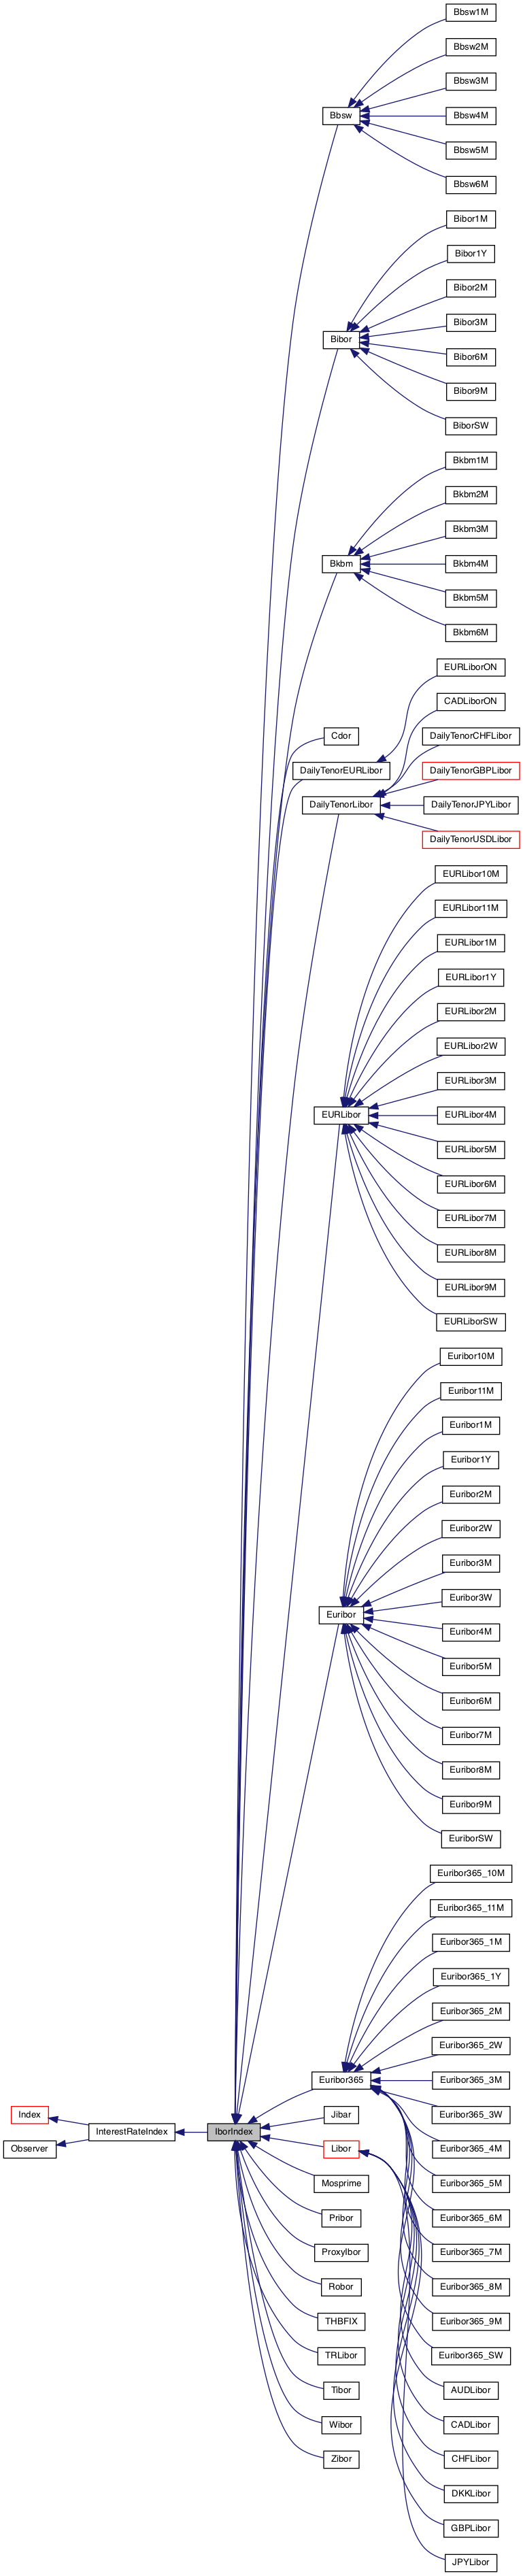 Bbsw1M
Bbsw2M
Bbsw3M
Bbsw
Bbsw4M
Bbsw5M
Bbsw6M
Bibor1M
Bibor1Y
Bibor2M
Bibor3M
Bibor
Bibor6M
Bibor9M
BiborSW
Bkbm1M
Bkbm2M
Bkbm3M
Bkbm
Bkbm4M
Bkbm5M
Bkbm6M
EURLiborON
CADLiborON
Cdor
DailyTenorCHFLibor
DailyTenorEURLibor
DailyTenorGBPLibor
DailyTenorLibor
DailyTenorJPYLibor
DailyTenorUSDLibor
EURLibor10M
EURLibor11M
EURLibor1M
EURLibor1Y
EURLibor2M
EURLibor2W
EURLibor3M
EURLibor
EURLibor4M
EURLibor5M
EURLibor6M
EURLibor7M
EURLibor8M
EURLibor9M
EURLiborSW
Euribor10M
Euribor11M
Euribor1M
Euribor1Y
Euribor2M
Euribor2W
Euribor3M
Euribor3W
Euribor
Euribor4M
Euribor5M
Euribor6M
Euribor7M
Euribor8M
Euribor9M
EuriborSW
Euribor365_10M
Euribor365_11M
Euribor365_1M
Euribor365_1Y
Euribor365_2M
Euribor365_2W
Euribor365
Euribor365_3M
Index
Jibar
Euribor365_3W
InterestRateIndex
IborIndex
Observer
Libor
Euribor365_4M
Mosprime
Euribor365_5M
Pribor
Euribor365_6M
ProxyIbor
Euribor365_7M
Robor
Euribor365_8M
THBFIX
Euribor365_9M
TRLibor
Euribor365_SW
Tibor
AUDLibor
Wibor
CADLibor
Zibor
CHFLibor
DKKLibor
GBPLibor
JPYLibor